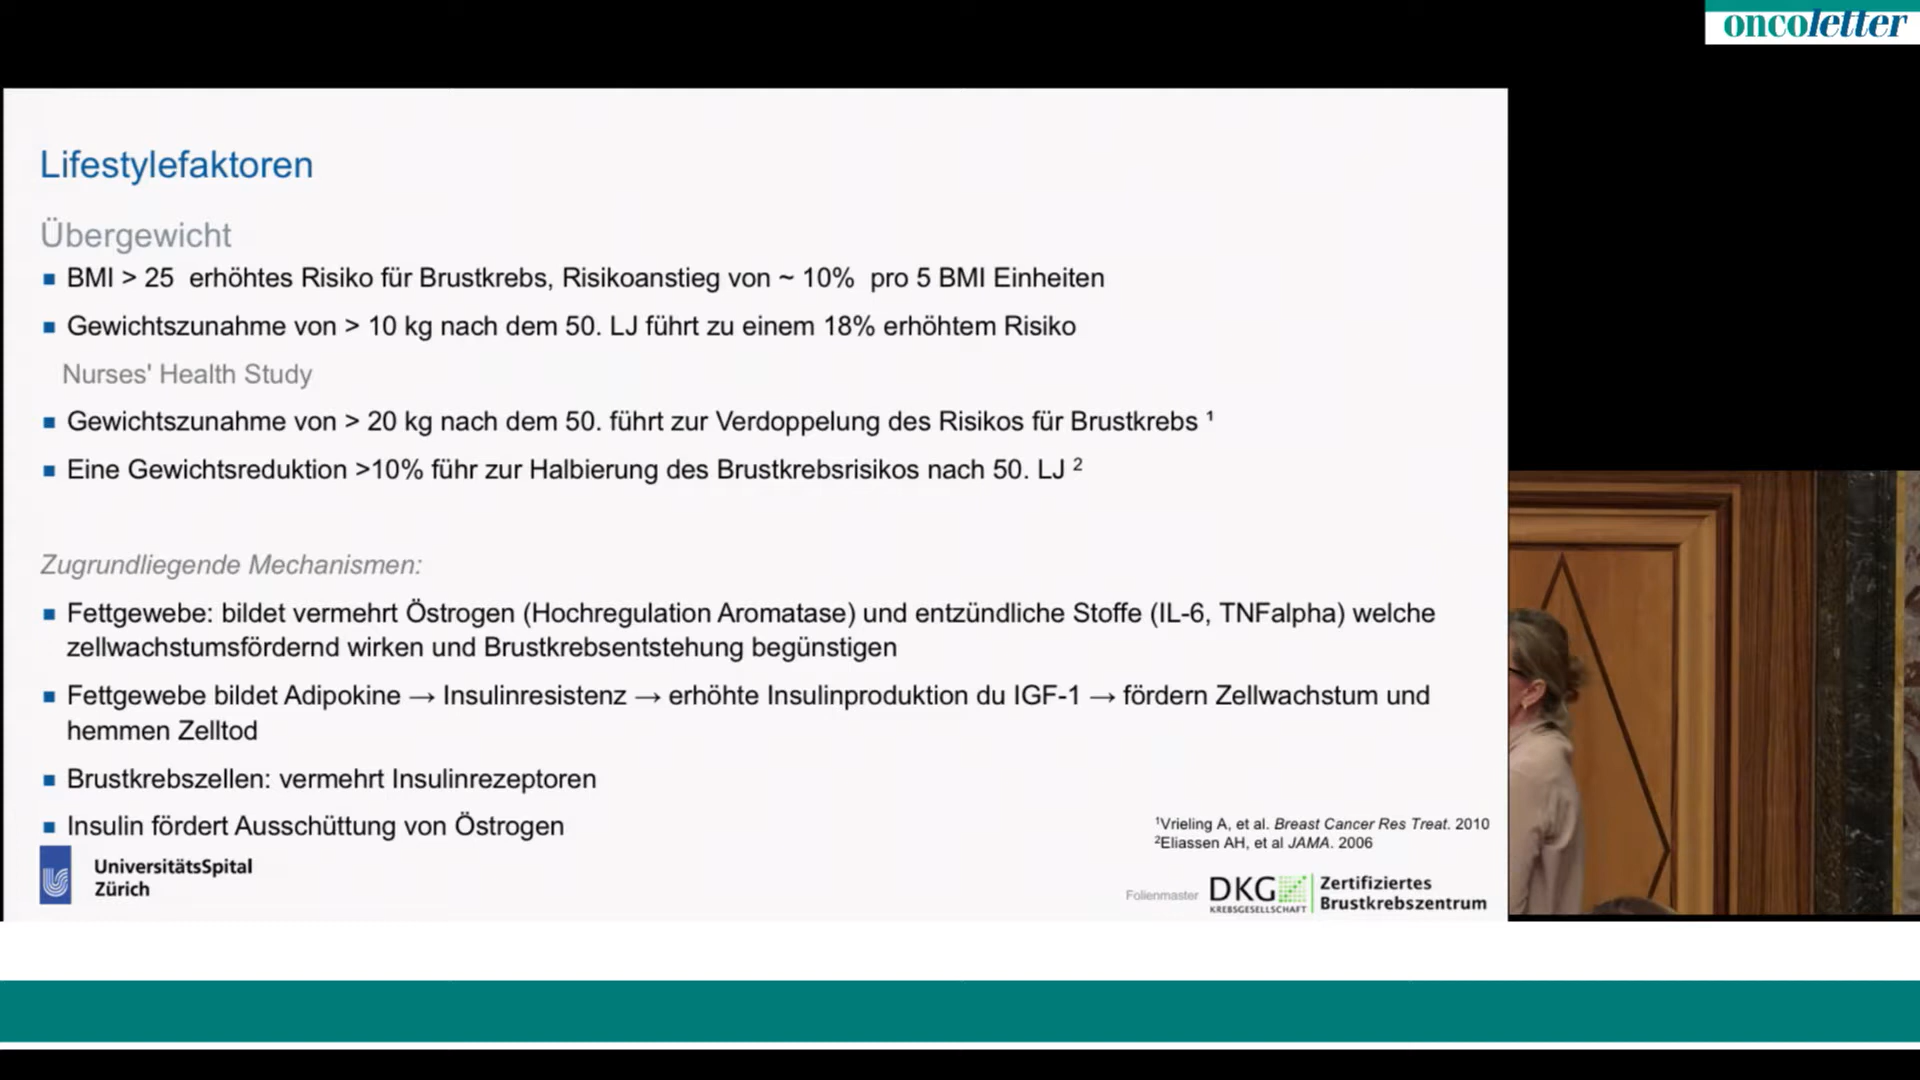 oncoletter
Lifestylefaktoren
Übergewicht
▪ BMI > 25 erhöhtes Risiko für Brustkrebs, Risikoanstieg von ~ 10% pro 5 BMI Einheiten
▪ Gewichtszunahme von > 10 kg nach dem 50. LJ führt zu einem 18% erhöhtem Risiko
Nurses' Health Study
▪ Gewichtszunahme von > 20 kg nach dem 50. führt zur Verdoppelung des Risikos für Brustkrebs ¹
▪ Eine Gewichtsreduktion >10% führ zur Halbierung des Brustkrebsrisikos nach 50. LJ ²
Zugrundliegende Mechanismen:
▪ Fettgewebe: bildet vermehrt Östrogen (Hochregulation Aromatase) und entzündliche Stoffe (IL-6, TNFalpha) welche
zellwachstumsfördernd wirken und Brustkrebsentstehung begünstigen
▪ Fettgewebe bildet Adipokine → Insulinresistenz → erhöhte Insulinproduktion du IGF-1 → fördern Zellwachstum und
hemmen Zelltod
▪ Brustkrebszellen: vermehrt Insulinrezeptoren
▪ Insulin fördert Ausschüttung von Östrogen
¹Vrieling A, et al. Breast Cancer Res Treat. 2010
²Eliassen AH, et al JAMA. 2006
UniversitätsSpital
Zürich
Folienmaster
DKG
KREBSGESELLSCHAFT
Zertifiziertes
Brustkrebszentrum